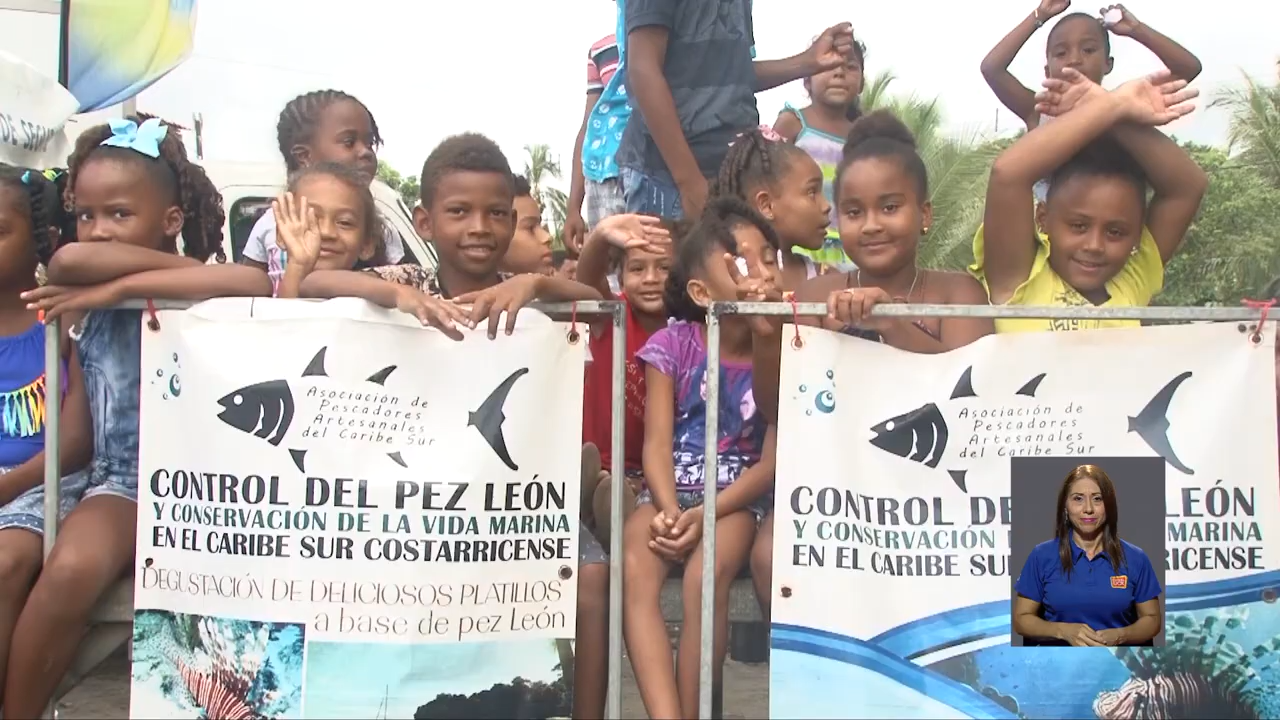 DE SEGU
Asociación de
Pescadores
Artesanales
del Caribe Sur
CONTROL DEL PEZ LEÓN
Y CONSERVACIÓN DE LA VIDA MARINA
EN EL CARIBE SUR COSTARRICENSE
DEGUSTACIÓN DE DELICIOSOS PLATILLOS
a base de pez León
Asociación de
Pescadores
Artesanales
del Caribe Sur
CONTROL DE LEÓN
Y CONSERVACIÓN MARINA
EN EL CARIBE SU RICENSE